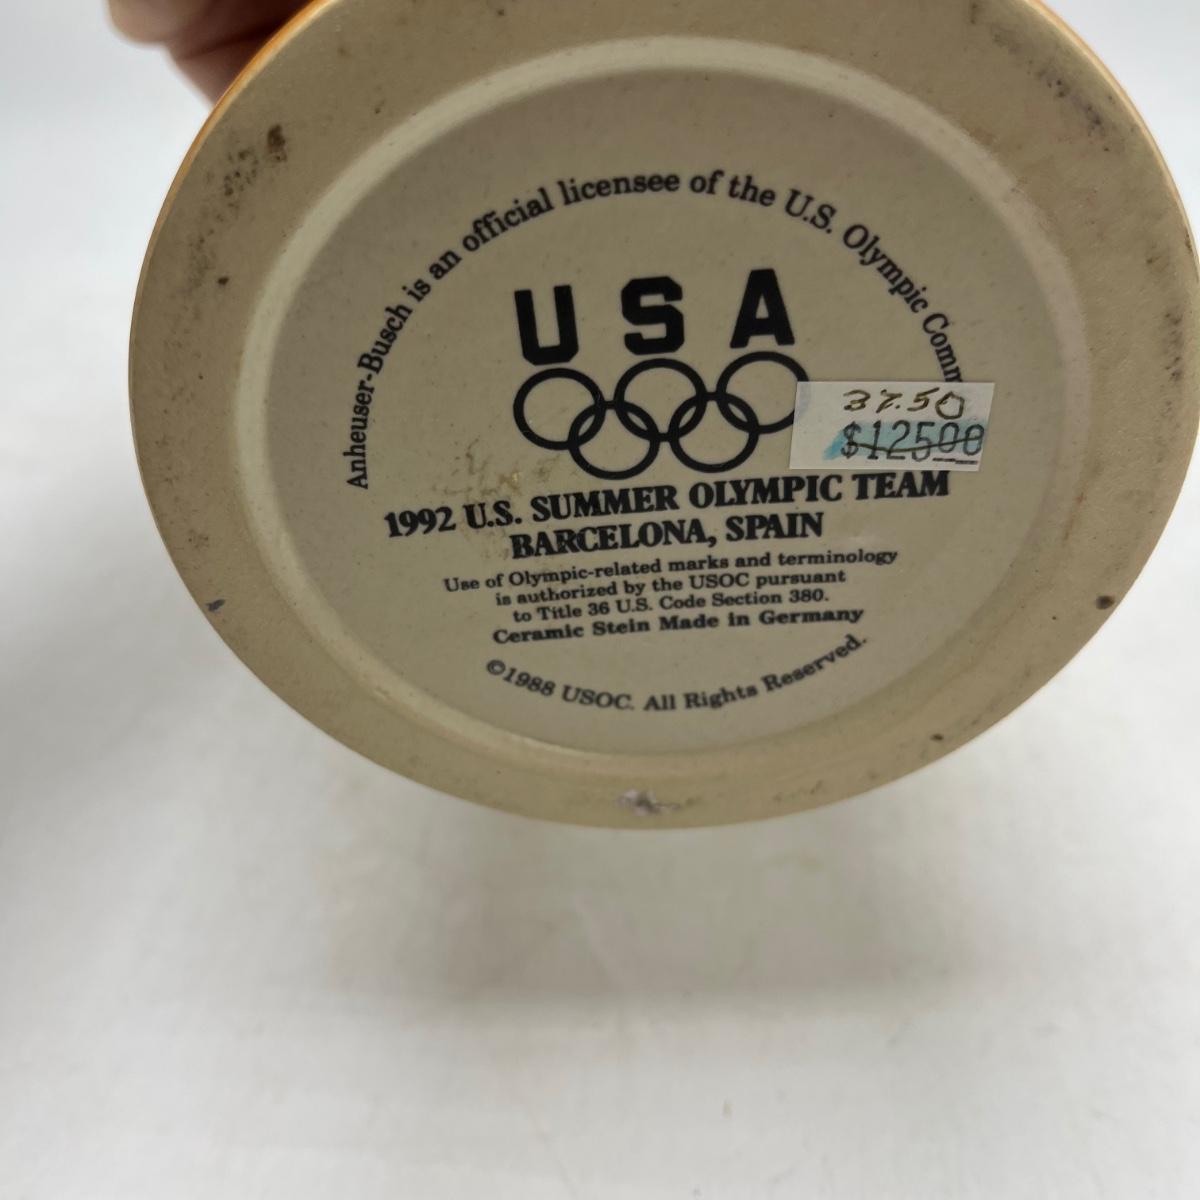 Anheuser-Busch is an official licensee of the U.S. Olympic Comm
USA
37.50
$12500
1992 U.S. SUMMER OLYMPIC TEAM
BARCELONA, SPAIN
Use of Olympic-related marks and terminology
is authorized by the USOC pursuant
to Title 36 U.S. Code Section 380.
Ceramic Stein Made in Germany
©1988 USOC. All Rights Reserved.